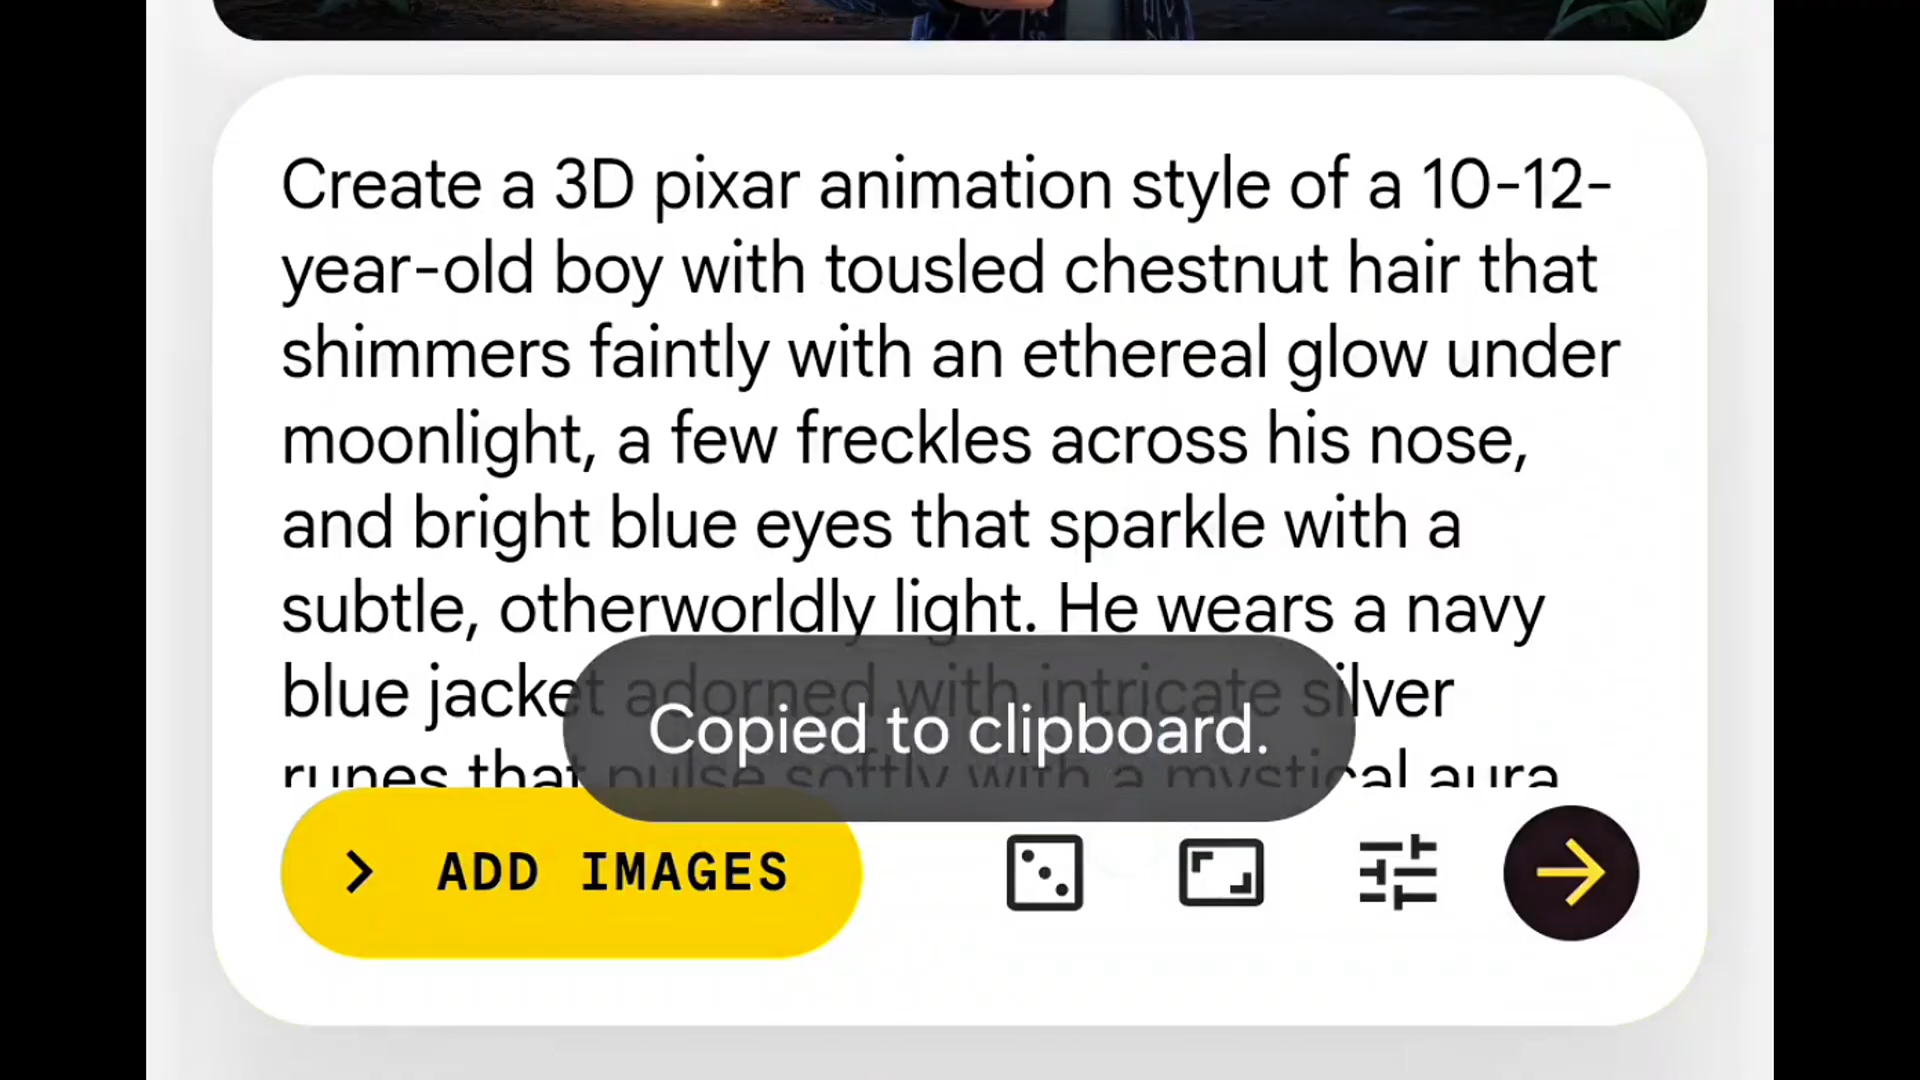 Create a 3D pixar animation style of a 10-12-
year-old boy with tousled chestnut hair that
shimmers faintly with an ethereal glow under
moonlight, a few freckles across his nose,
and bright blue eyes that sparkle with a
subtle, otherworldly light. He wears a navy
blue jacket adorned with intricate silver
Copied to clipboard.
runes that pulse softly with a mystical aura
ADD IMAGES